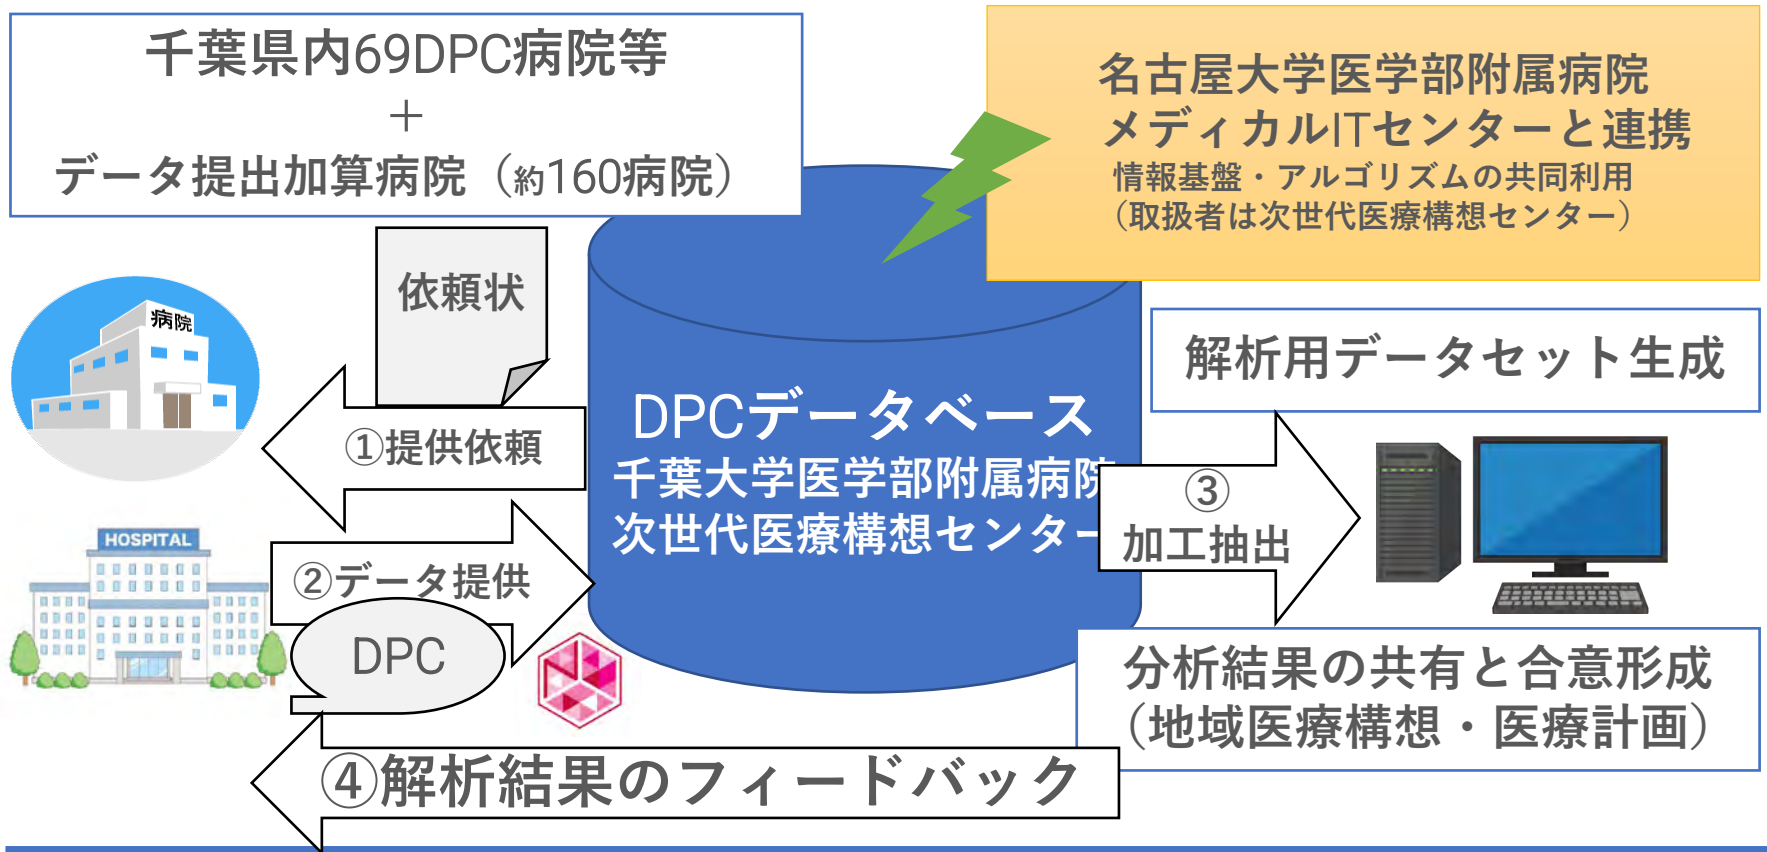 千葉県内69DPC病院等
＋
データ提出加算病院（約160病院）
名古屋大学医学部附属病院
メディカルITセンターと連携
情報基盤・アルゴリズムの共同利用
（取扱者は次世代医療構想センター）
依頼状
病院
①提供依頼
HOSPITAL
②データ提供
DPC
DPCデータベース
千葉大学医学部附属病院
次世代医療構想センター
③
加工抽出
解析用データセット生成
分析結果の共有と合意形成
（地域医療構想・医療計画）
④解析結果のフィードバック